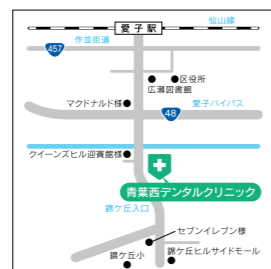 仙山線
愛子駅
作並街道
457
区役所
広瀬図書館
マクドナルド様
愛子バイパス
48
クイーンズヒル迎賓館様
青葉西デンタルクリニック
錦ケ丘入口
セブンイレブン様
錦ケ丘ヒルサイドモール
錦ケ丘小